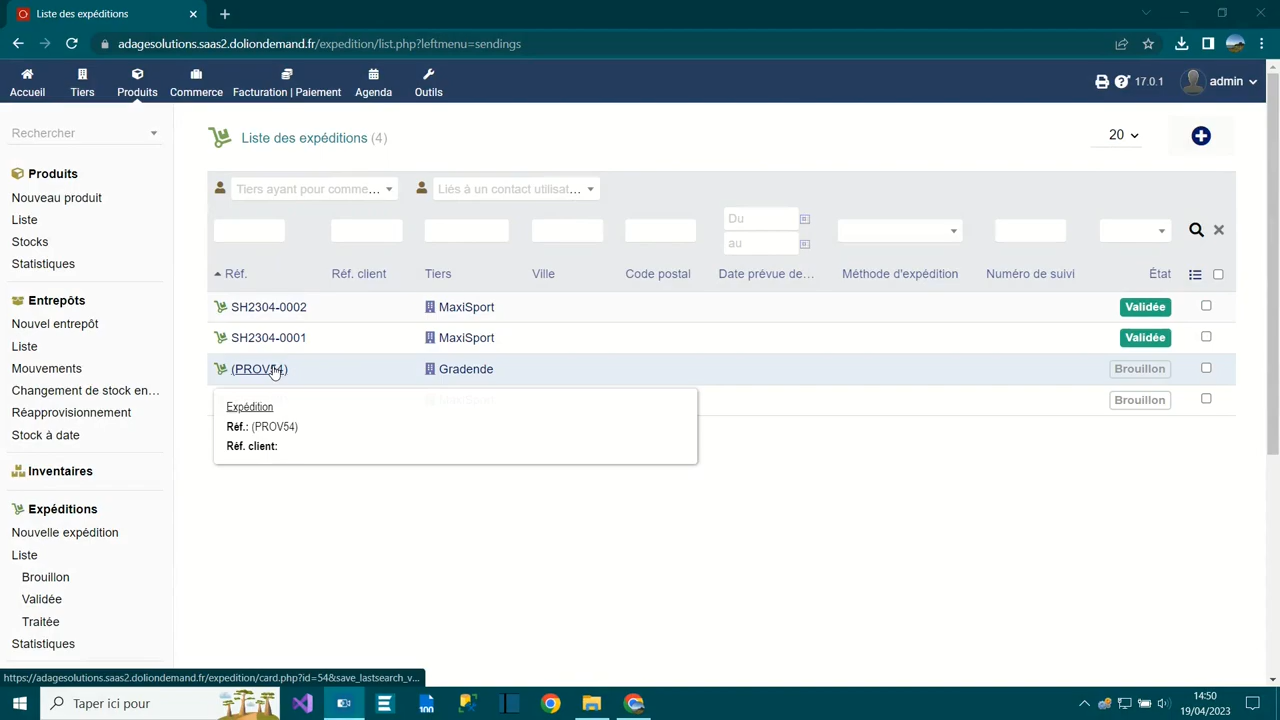 Liste des expéditions
adagesolutions.saas2.doliondemand.fr/expedition/list.php?leftmenu=sendings
Accueil
Tiers
Produits
Commerce
Facturation | Paiement
Agenda
Outils
17.0.1
admin
Rechercher
Produits
Nouveau produit
Liste
Stocks
Statistiques
Entrepôts
Nouvel entrepôt
Liste
Mouvements
Changement de stock en...
Réapprovisionnement
Stock à date
Inventaires
Expéditions
Nouvelle expédition
Liste
Brouillon
Validée
Traitée
Statistiques
Liste des expéditions (4)
20
Tiers ayant pour comme...
Liés à un contact utilisat...
Du
au
Réf. Réf. client Tiers Ville Code postal Date prévue de... Méthode d'expédition Numéro de suivi État
SH2304-0002 MaxiSport Validée
SH2304-0001 MaxiSport Validée
(PROV54) Gradende Brouillon
MaxiSport Brouillon
Expédition
Réf.: (PROV54)
Réf. client:
https://adagesolutions.saas2.doliondemand.fr/expedition/card.php?id=54&save_lastsearch_v...
Taper ici pour
100
14:50
19/04/2023